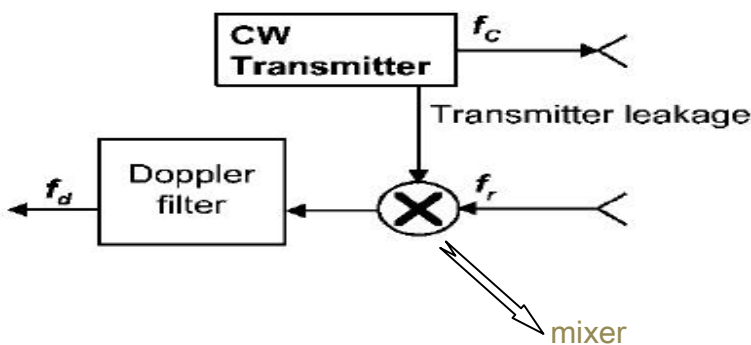 CW
Transmitter
f_C
Transmitter leakage
Doppler
filter
f_d
f_r
mixer